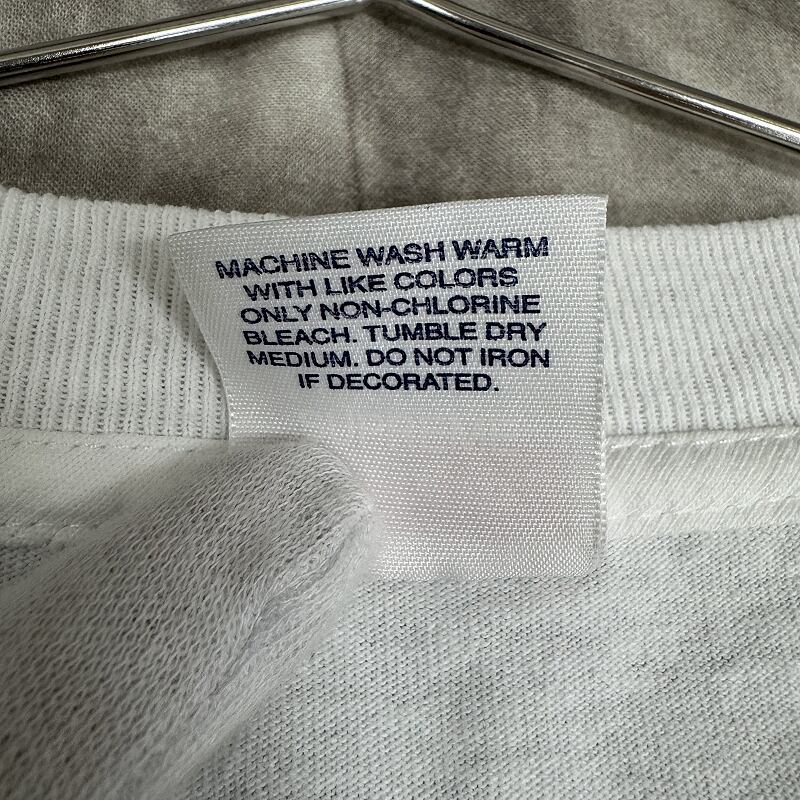 MACHINE WASH WARM
WITH LIKE COLORS
ONLY NON-CHLORINE
BLEACH. TUMBLE DRY
MEDIUM. DO NOT IRON
IF DECORATED.